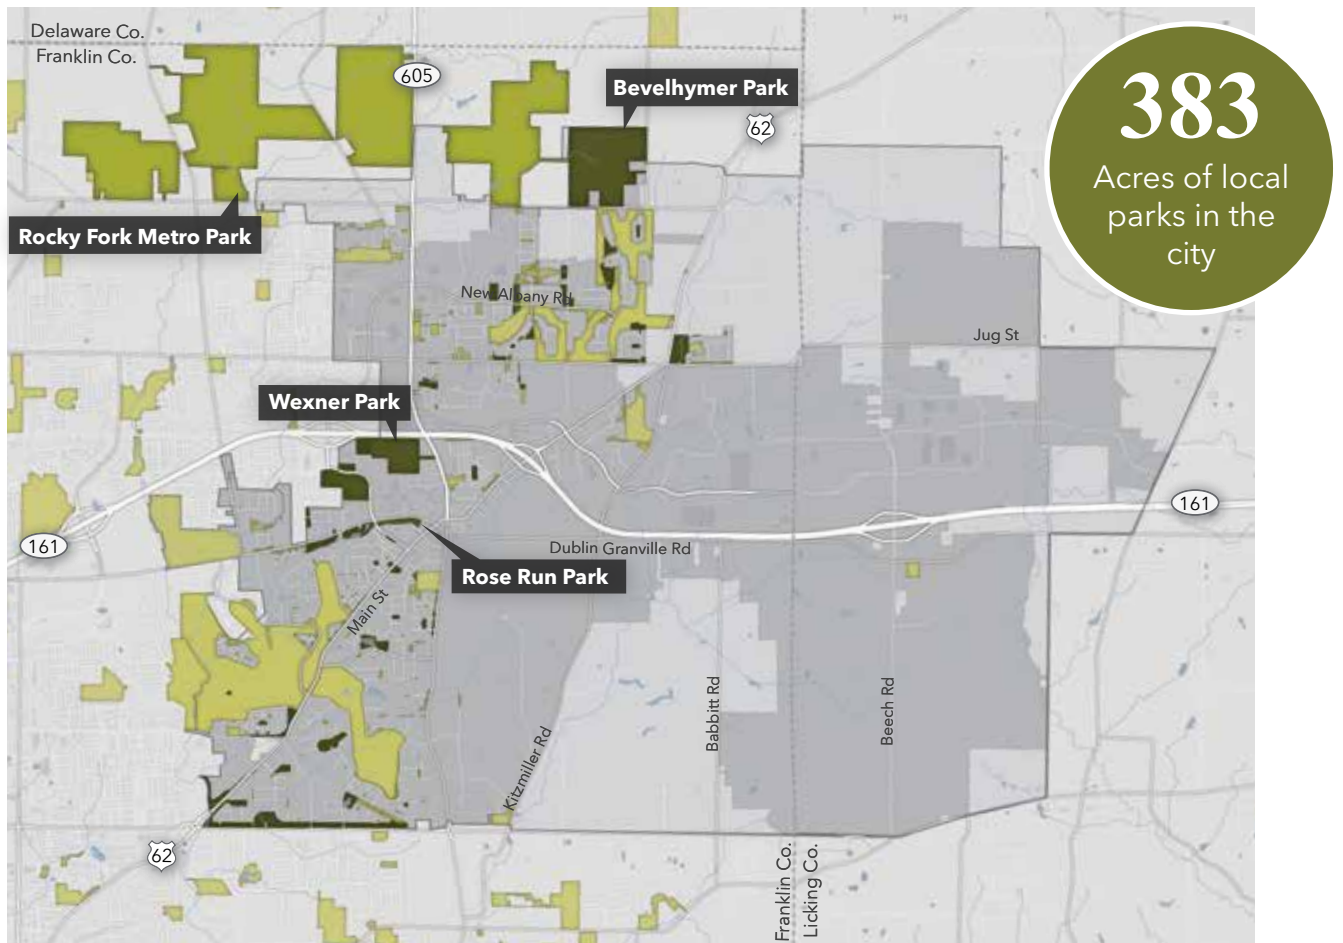 Delaware Co.
Franklin Co.
605
Bevelhymer Park
62
383
Acres of local
parks in the
city
Rocky Fork Metro Park
New Albany Rd
Jug St
Wexner Park
161
161
Dublin Granville Rd
Rose Run Park
Main St
Kitzmiller Rd
Babbitt Rd
Beech Rd
62
Franklin Co.
Licking Co.